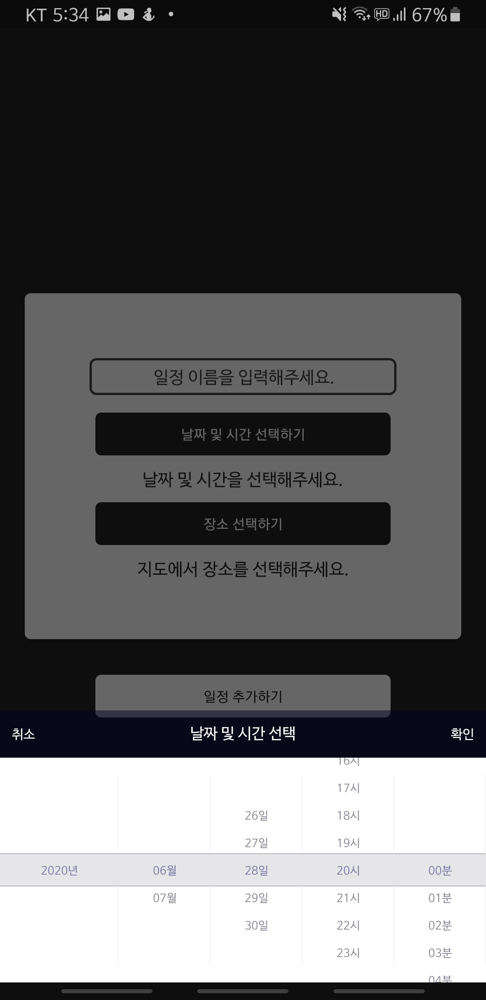 KT 5:34 HD 67%
일정 이름을 입력해주세요.
날짜 및 시간 선택하기
날짜 및 시간을 선택해주세요.
장소 선택하기
지도에서 장소를 선택해주세요.
일정 추가하기
취소 날짜 및 시간 선택 확인
16시
17시
26일 18시
27일 19시
2020년 06월 28일 20시 00분
07월 29일 21시 01분
30일 22시 02분
23시 03분
04분